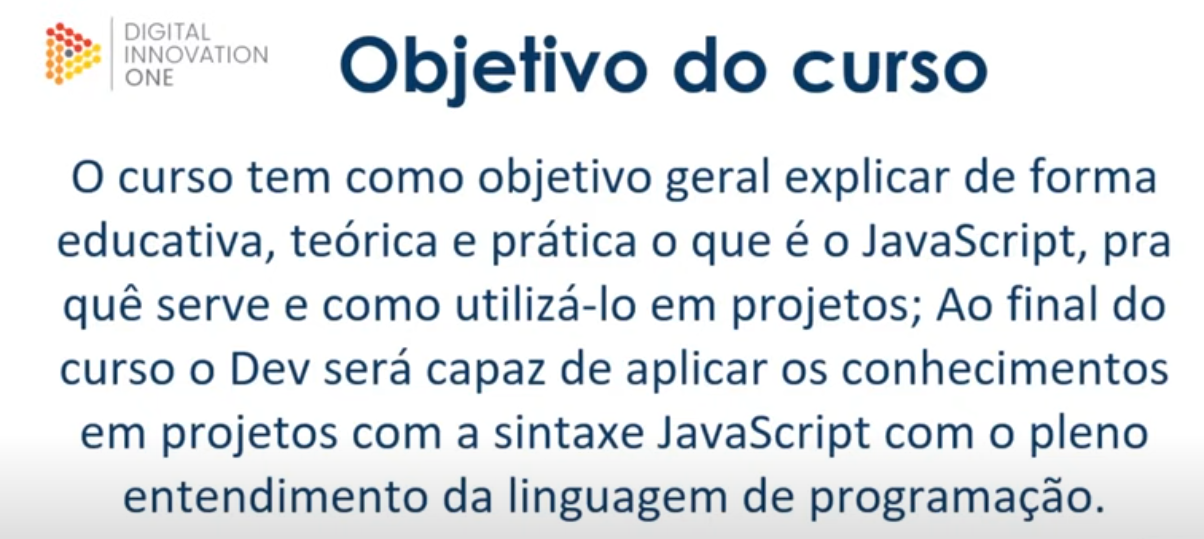 DIGITAL
INNOVATION
ONE
Objetivo do curso
O curso tem como objetivo geral explicar de forma
educativa, teórica e prática o que é o JavaScript, pra
quê serve e como utilizá-lo em projetos; Ao final do
curso o Dev será capaz de aplicar os conhecimentos
em projetos com a sintaxe JavaScript com o pleno
entendimento da linguagem de programação.